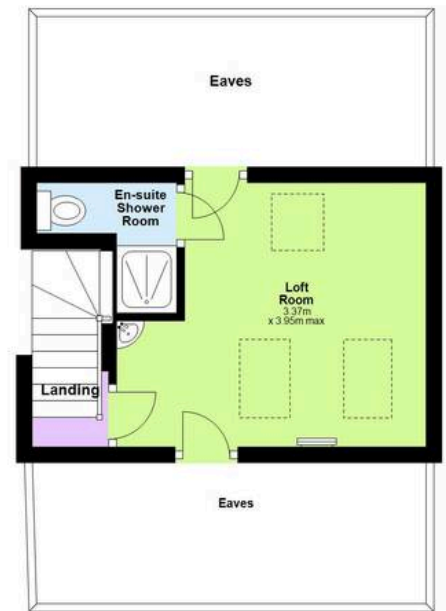 Eaves
En-suite
Shower
Room
Loft
Room
3.37m
x 3.95m max
Landing
Eaves